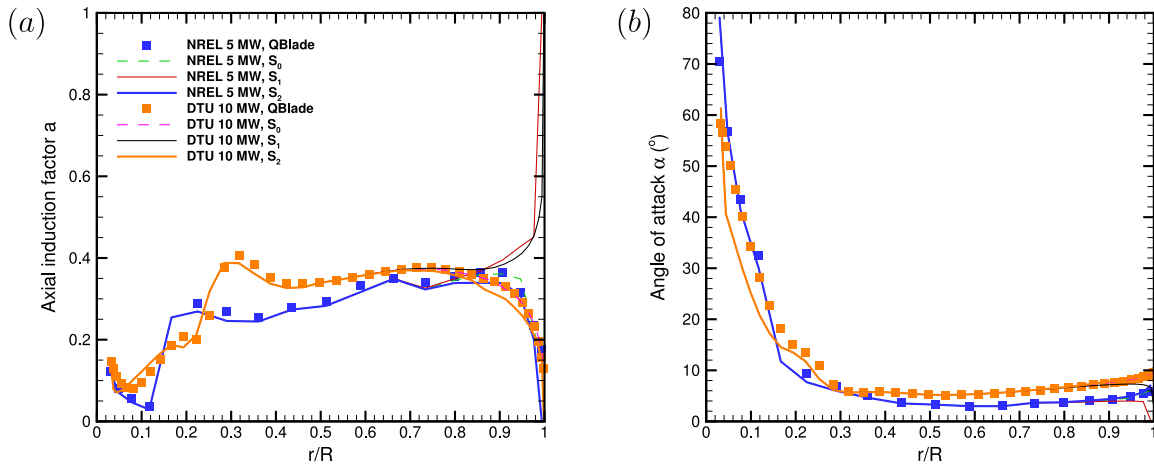 (a)
Axial induction factor a
1
0.8
0.6
0.4
0.2
0
0 0.1 0.2 0.3 0.4 0.5 0.6 0.7 0.8 0.9 1
r/R
NREL 5 MW, QBlade
NREL 5 MW, S0
NREL 5 MW, S1
NREL 5 MW, S2
DTU 10 MW, QBlade
DTU 10 MW, S0
DTU 10 MW, S1
DTU 10 MW, S2
(b)
Angle of attack α (°)
80
70
60
50
40
30
20
10
0
0 0.1 0.2 0.3 0.4 0.5 0.6 0.7 0.8 0.9 1
r/R